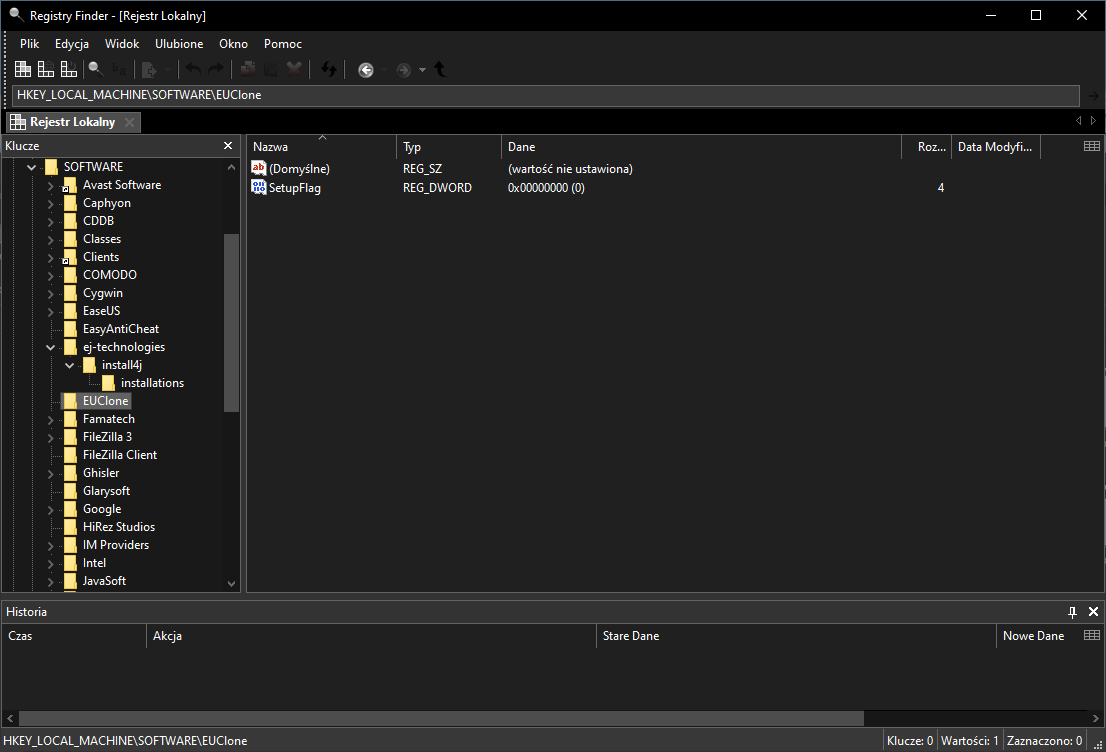 Registry Finder - [Rejestr Lokalny]
Plik Edycja Widok Ulubione Okno Pomoc
HKEY_LOCAL_MACHINE\SOFTWARE\EUClone
Rejestr Lokalny
Klucze
SOFTWARE
Avast Software
Caphyon
CDDB
Classes
Clients
COMODO
Cygwin
EaseUS
EasyAntiCheat
ej-technologies
install4j
installations
EUClone
Famatech
FileZilla 3
FileZilla Client
Ghisler
Glarysoft
Google
HiRez Studios
IM Providers
Intel
JavaSoft
Nazwa Typ Dane Roz... Data Modyfi...
(Domyślne) REG_SZ (wartość nie ustawiona)
SetupFlag REG_DWORD 0x00000000 (0) 4
Historia
Czas Akcja Stare Dane Nowe Dane
HKEY_LOCAL_MACHINE\SOFTWARE\EUClone Klucze: 0 Wartości: 1 Zaznaczono: 0